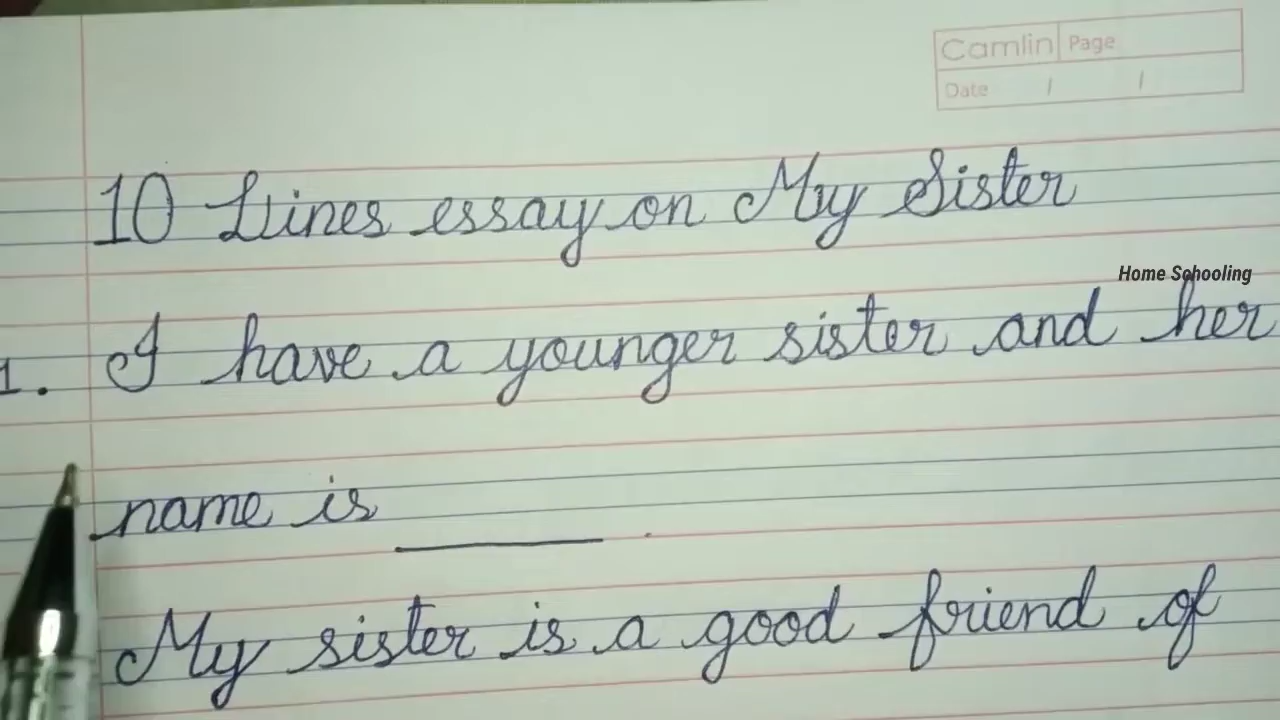 Camlin Page
Date / /
10 Lines essay on My Sister
Home Schooling
1. I have a younger sister and her
name is ________ .
My sister is a good friend of